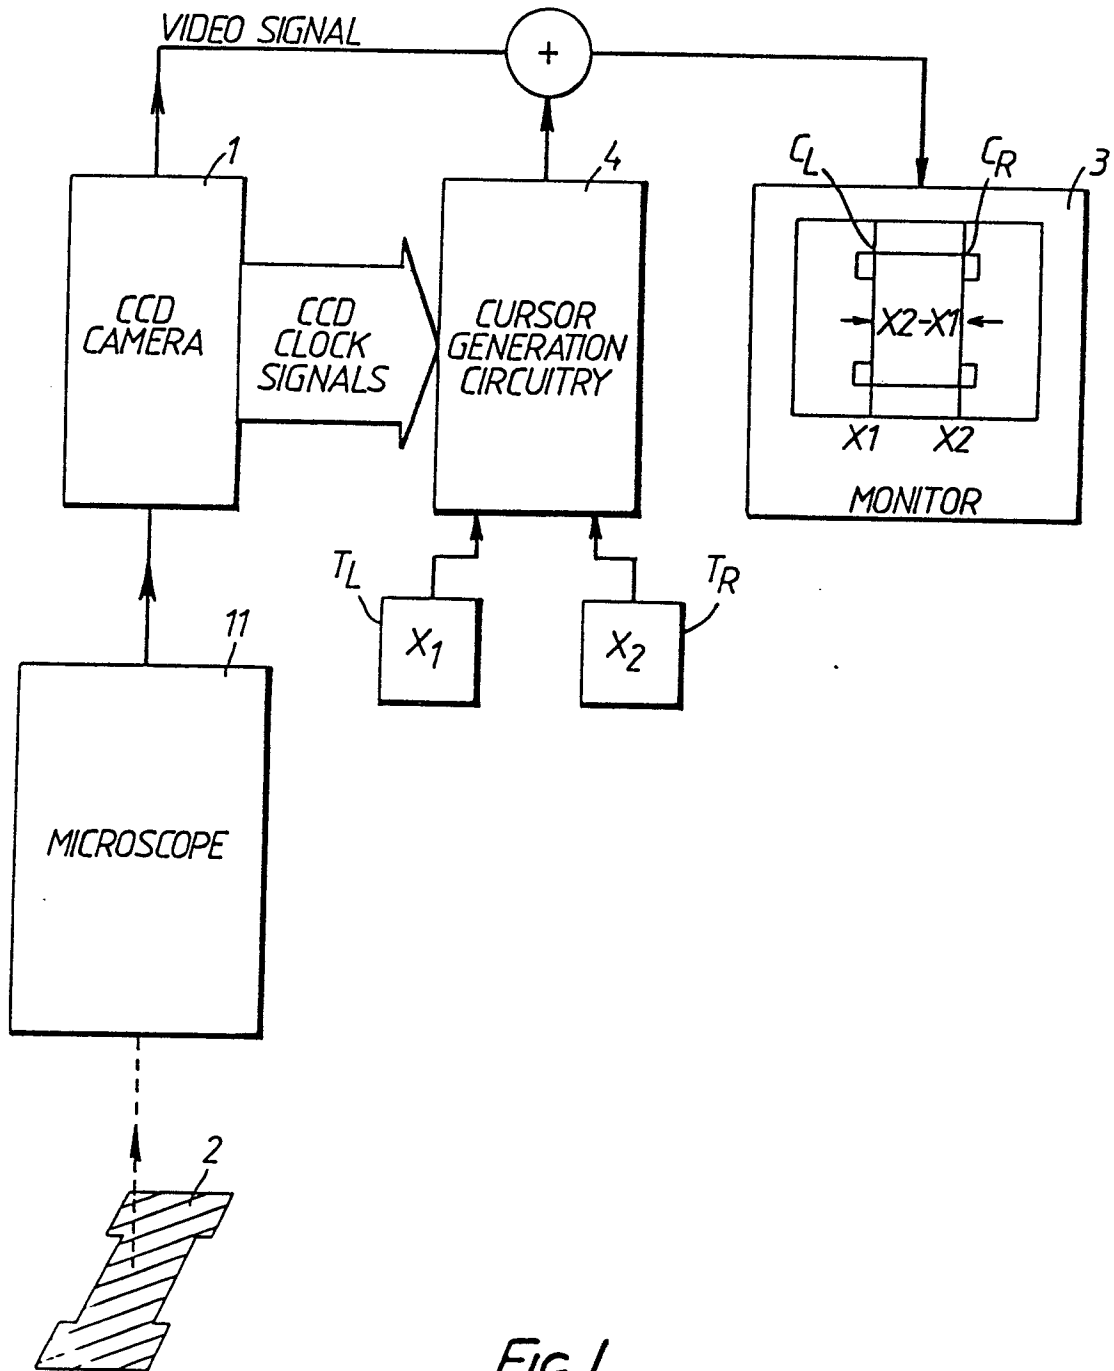 VIDEO SIGNAL
+
1
CCD
CAMERA
CCD
CLOCK
SIGNALS
4
CURSOR
GENERATION
CIRCUITRY
CL
CR
3
X2-X1
X1
X2
MONITOR
TL
X1
TR
X2
11
MICROSCOPE
2
FIG.1.